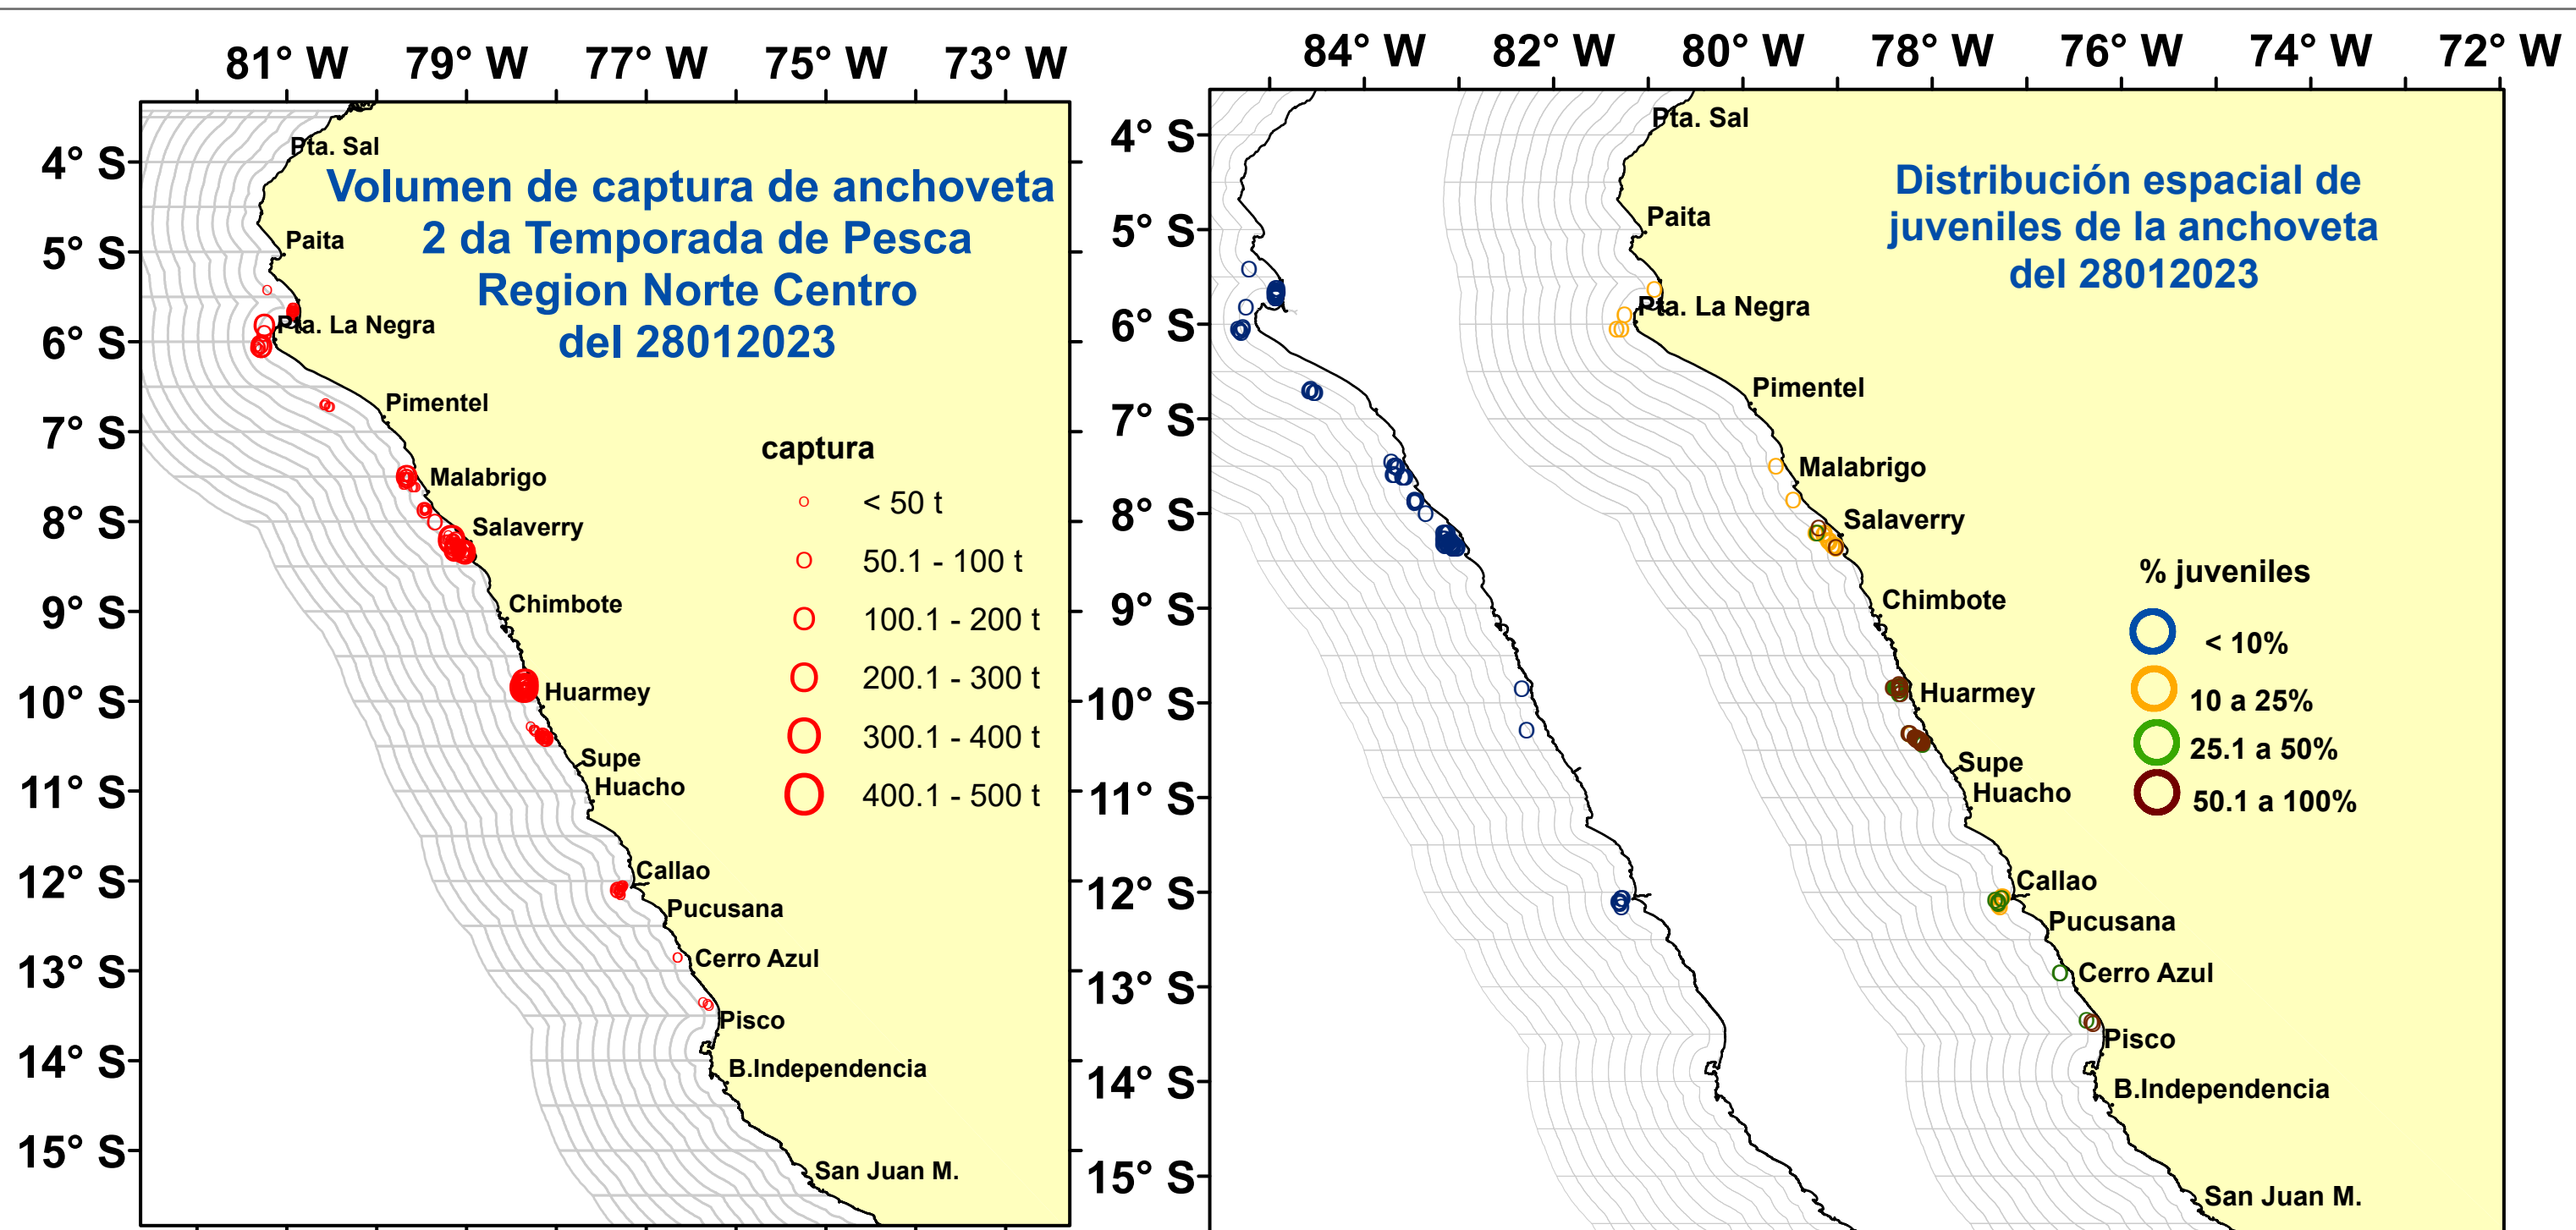 81° W 79° W 77° W 75° W 73° W
4° S
5° S
6° S
7° S
8° S
9° S
10° S
11° S
12° S
13° S
14° S
15° S
Volumen de captura de anchoveta
2 da Temporada de Pesca
Region Norte Centro
del 28012023
Pta. Sal
Paita
Pta. La Negra
Pimentel
Malabrigo
Salaverry
Chimbote
Huarmey
Supe
Huacho
Callao
Pucusana
Cerro Azul
Pisco
B.Independencia
San Juan M.
captura
< 50 t
50.1 - 100 t
100.1 - 200 t
200.1 - 300 t
300.1 - 400 t
400.1 - 500 t
84° W 82° W 80° W 78° W 76° W 74° W 72° W
4° S
5° S
6° S
7° S
8° S
9° S
10° S
11° S
12° S
13° S
14° S
15° S
Distribución espacial de
juveniles de la anchoveta
del 28012023
Pta. Sal
Paita
Pta. La Negra
Pimentel
Malabrigo
Salaverry
Chimbote
Huarmey
Supe
Huacho
Callao
Pucusana
Cerro Azul
Pisco
B.Independencia
San Juan M.
% juveniles
< 10%
10 a 25%
25.1 a 50%
50.1 a 100%